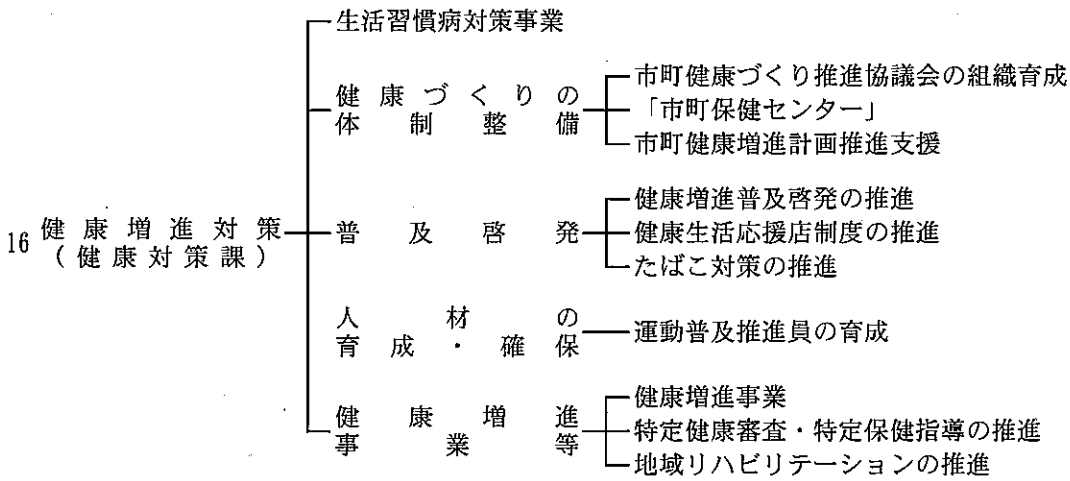 生活習慣病対策事業
健康づくりの
体制整備
市町健康づくり推進協議会の組織育成
「市町保健センター」
市町健康増進計画推進支援
16 健康増進対策
(健康対策課)
普及啓発
健康増進普及啓発の推進
健康生活応援店制度の推進
たばこ対策の推進
人材の
育成・確保
運動普及推進員の育成
健康増進
事業等
健康増進事業
特定健康審査・特定保健指導の推進
地域リハビリテーションの推進